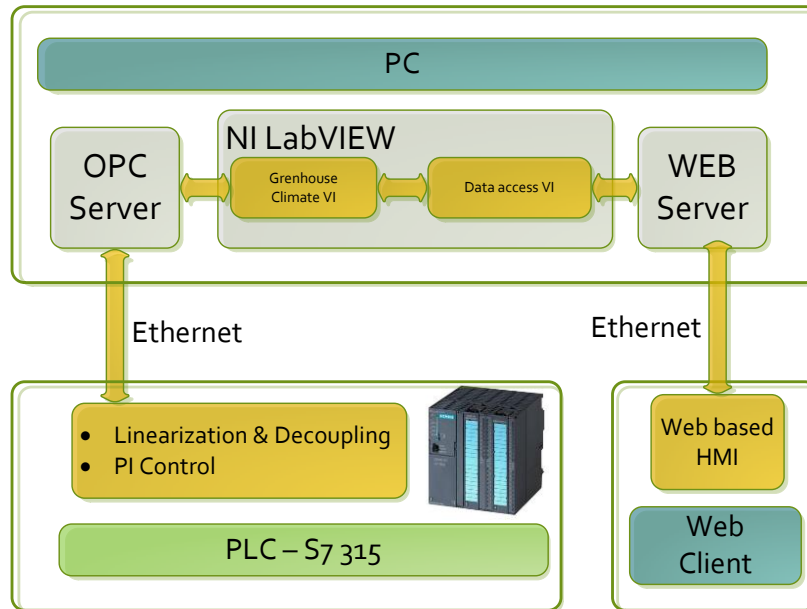 PC
NI LabVIEW
OPC
Server
Grenhouse
Climate VI
Data access VI
WEB
Server
Ethernet
Ethernet
• Linearization & Decoupling
• PI Control
SIEMENS
Web based
HMI
PLC – S7 315
Web
Client